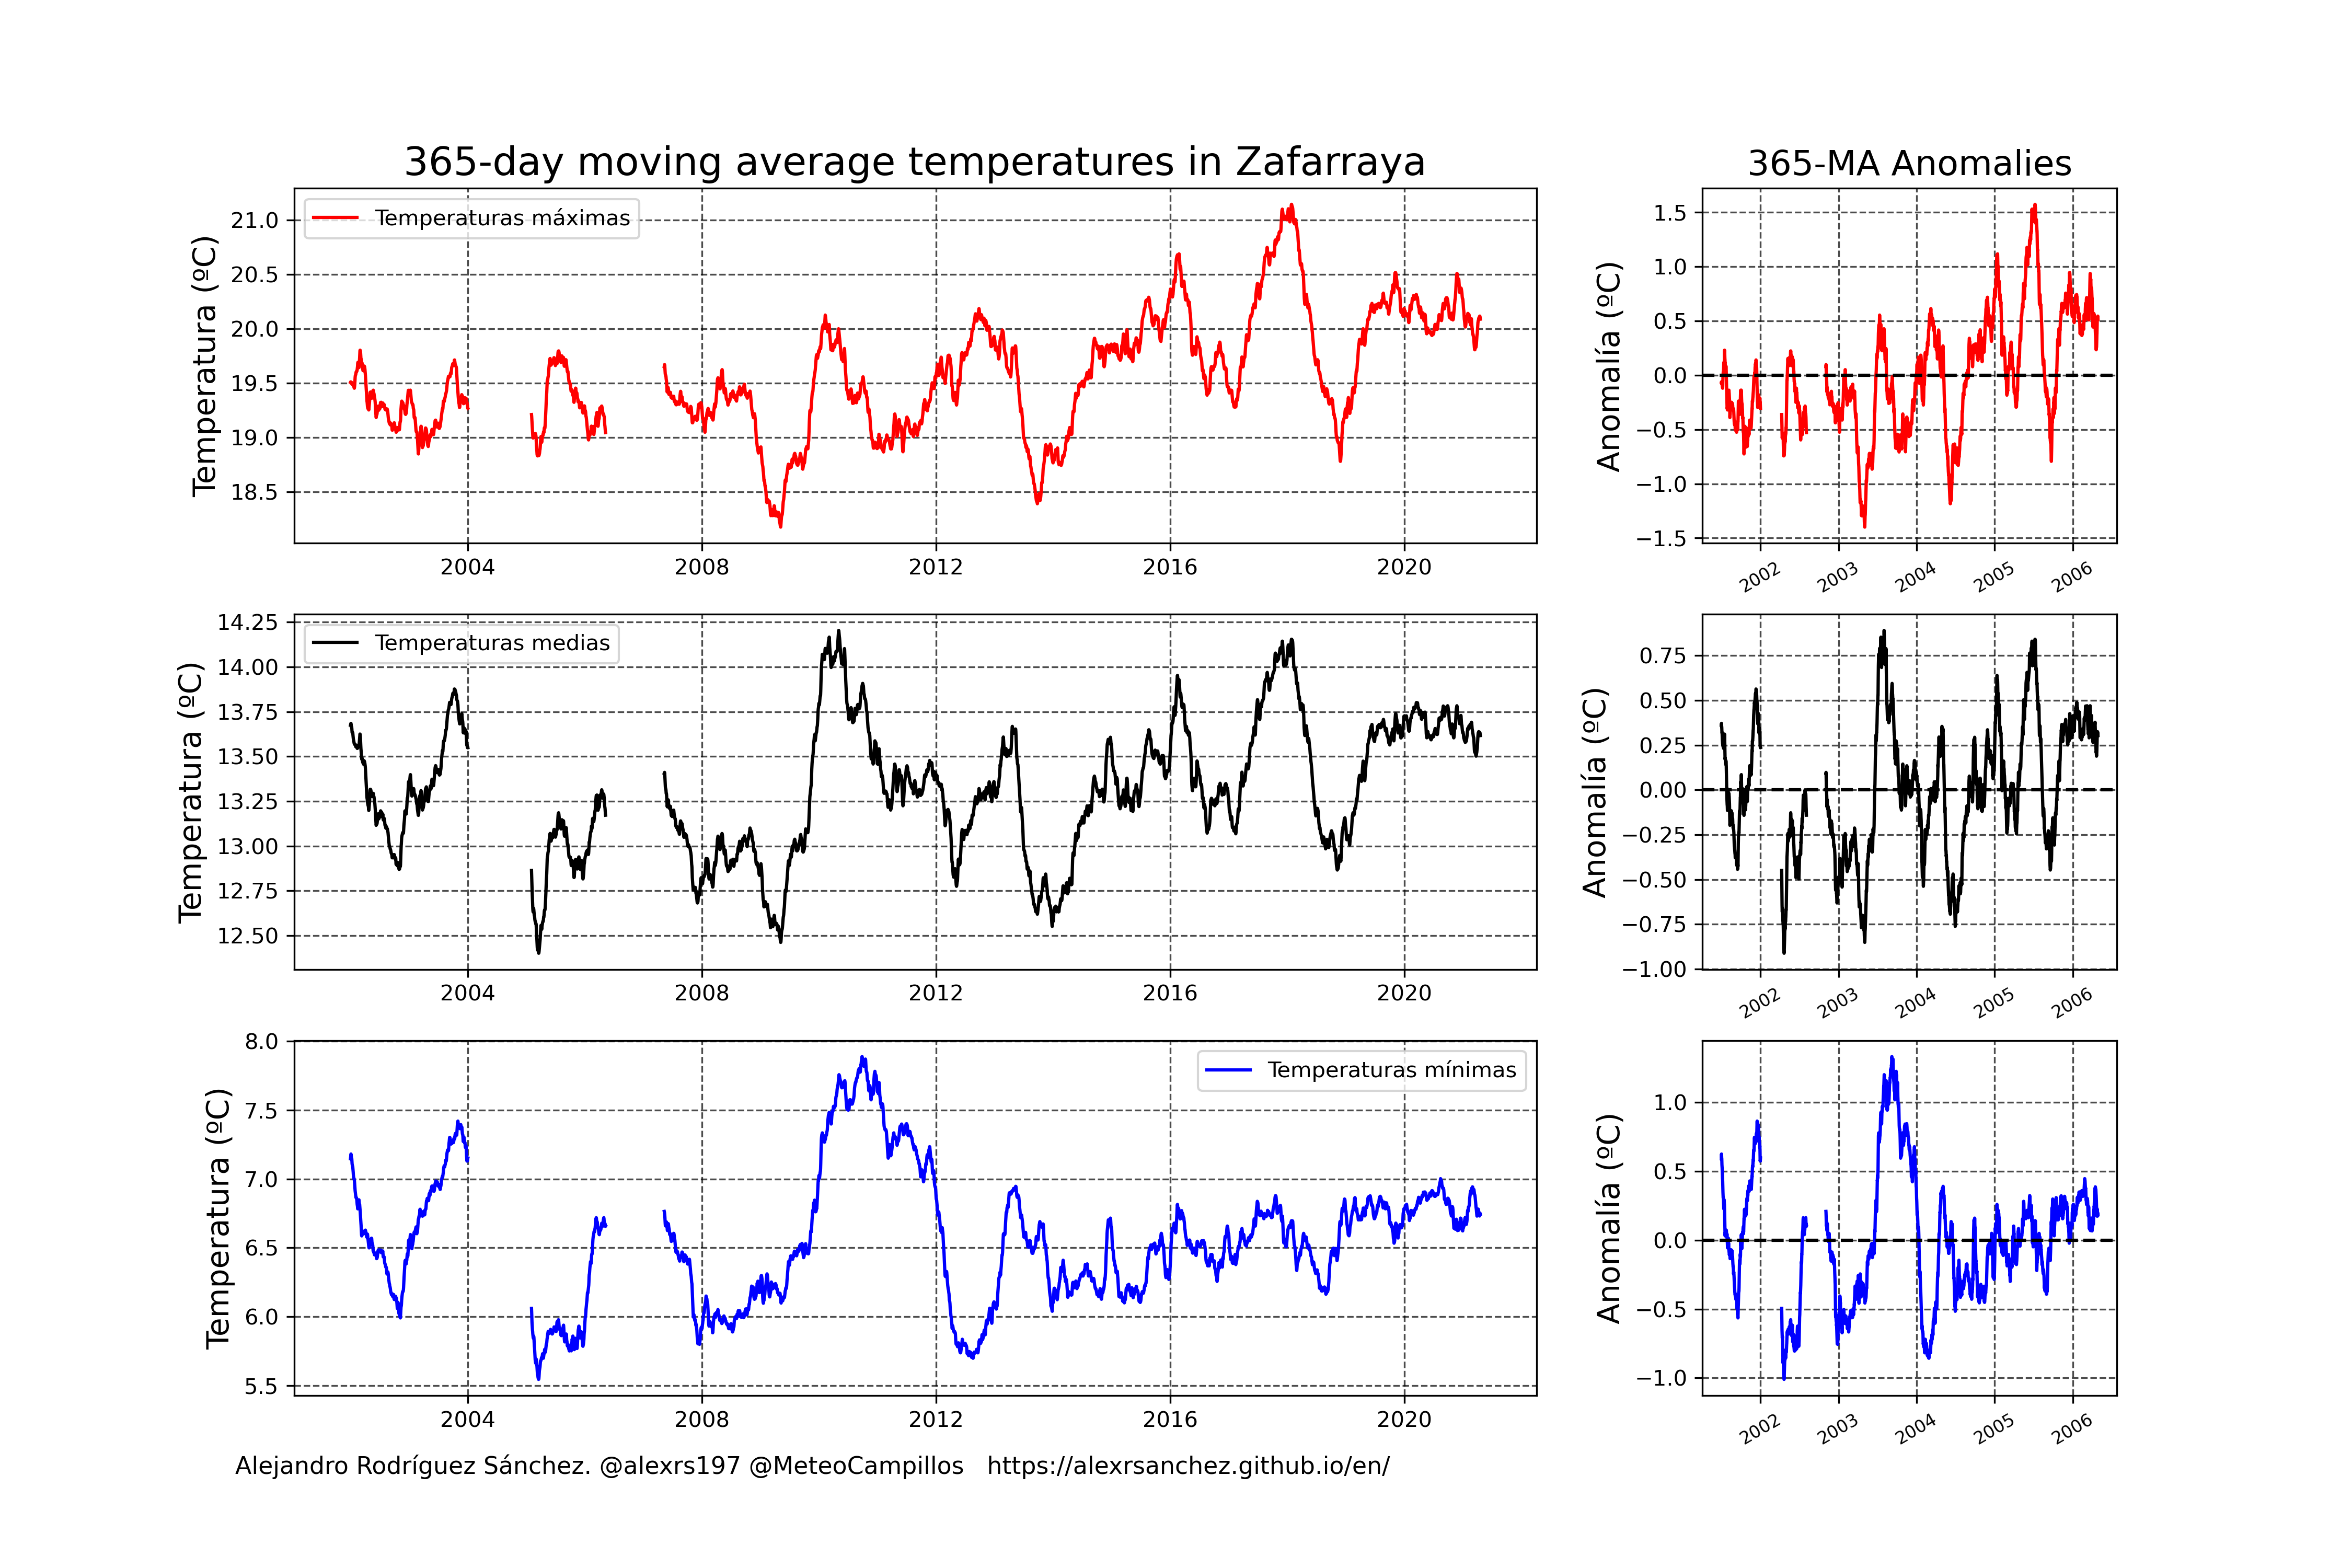 365-day moving average temperatures in Zafarraya
365-MA Anomalies
Temperatura (ºC)
21.0
20.5
20.0
19.5
19.0
18.5
Temperaturas máximas
2004 2008 2012 2016 2020
Anomalía (ºC)
1.5
1.0
0.5
0.0
−0.5
−1.0
−1.5
2002 2003 2004 2005 2006
Temperatura (ºC)
14.25
14.00
13.75
13.50
13.25
13.00
12.75
12.50
Temperaturas medias
2004 2008 2012 2016 2020
Anomalía (ºC)
0.75
0.50
0.25
0.00
−0.25
−0.50
−0.75
−1.00
2002 2003 2004 2005 2006
Temperatura (ºC)
8.0
7.5
7.0
6.5
6.0
5.5
Temperaturas mínimas
2004 2008 2012 2016 2020
Anomalía (ºC)
1.0
0.5
0.0
−0.5
−1.0
2002 2003 2004 2005 2006
Alejandro Rodríguez Sánchez. @alexrs197 @MeteoCampillos https://alexrsanchez.github.io/en/